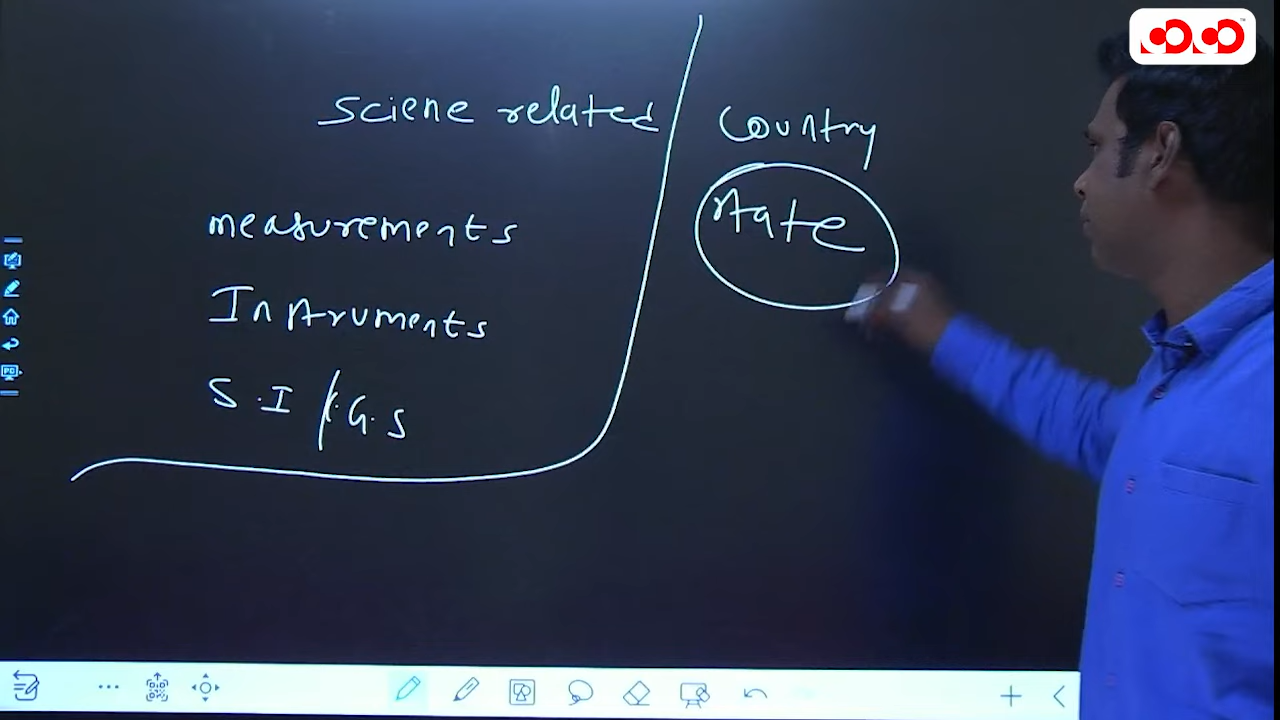 Sciene related
measurements
Instruments
S.I / G.S
Country
state